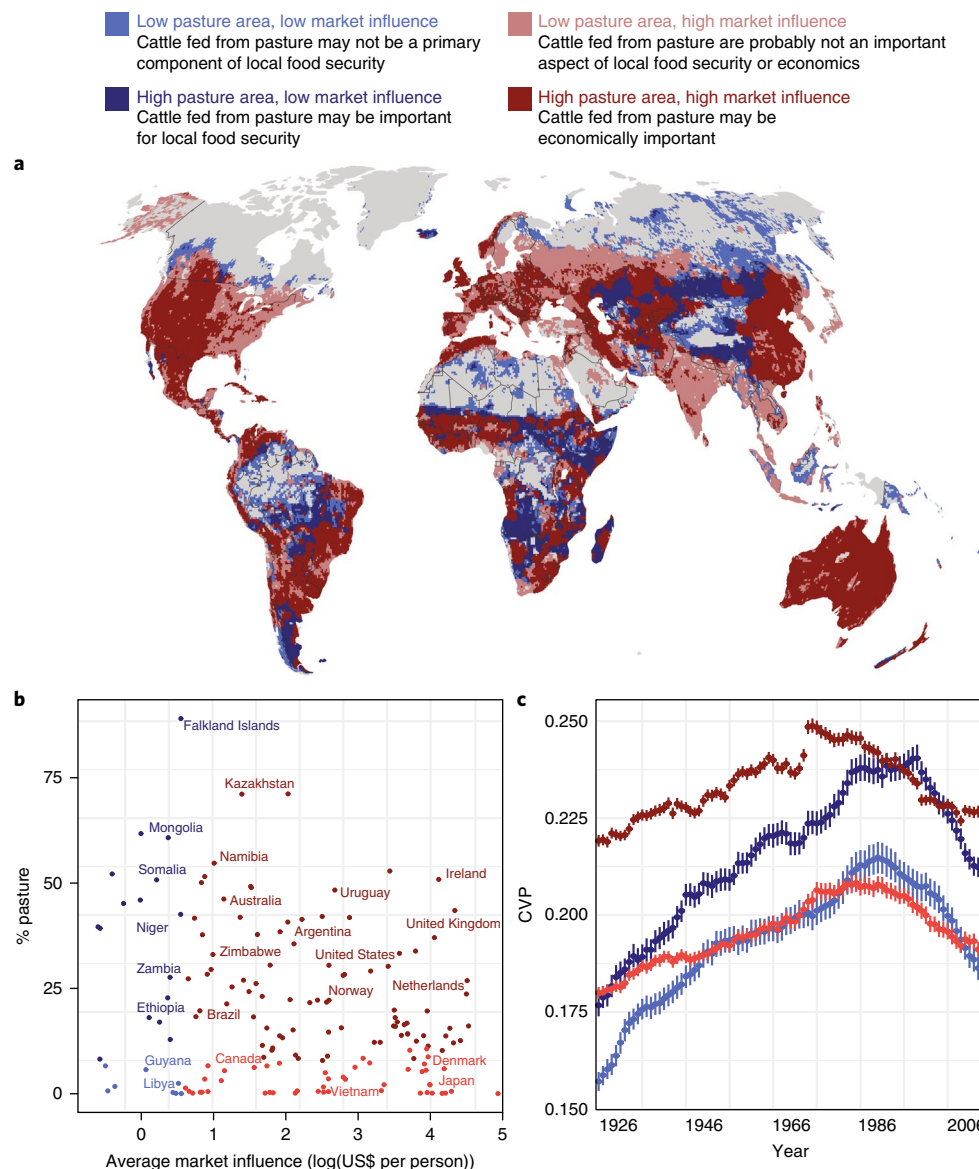 Low pasture area, low market influence
Cattle fed from pasture may not be a primary
component of local food security
Low pasture area, high market influence
Cattle fed from pasture are probably not an important
aspect of local food security or economics
High pasture area, low market influence
Cattle fed from pasture may be important
for local food security
High pasture area, high market influence
Cattle fed from pasture may be
economically important
a
b
75
50
25
0
% pasture
Falkland Islands
Kazakhstan
Mongolia
Namibia
Somalia
Ireland
Uruguay
Australia
United Kingdom
Niger
Argentina
Zimbabwe
United States
Zambia
Norway
Netherlands
Ethiopia
Brazil
Guyana
Canada
Denmark
Libya
Vietnam
Japan
0 1 2 3 4 5
Average market influence (log(US$ per person))
c
0.250
0.225
0.200
0.175
0.150
CVP
1926 1946 1966 1986 2006
Year